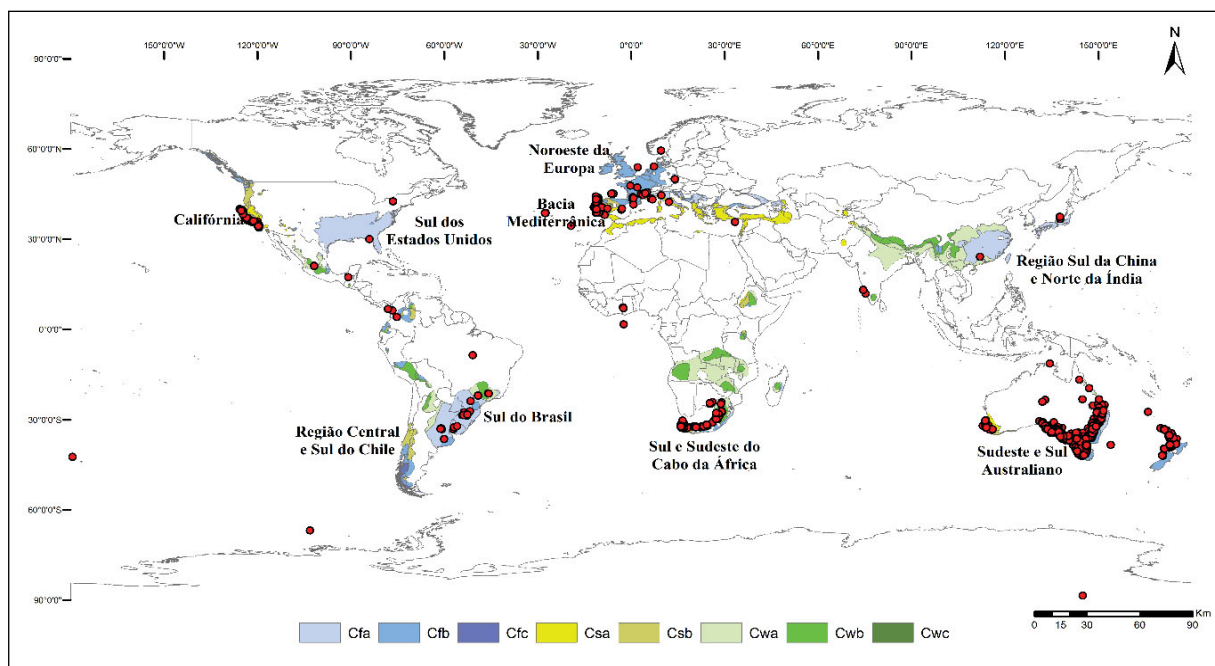 N
150°0'0"W 120°0'0"W 90°0'0"W 60°0'0"W 30°0'0"W 0°0'0" 30°0'0"E 60°0'0"E 90°0'0"E 120°0'0"E 150°0'0"E
90°0'0"N
60°0'0"N
30°0'0"N
0°0'0"
30°0'0"S
60°0'0"S
90°0'0"S
Noroeste da
Europa
Califórnia
Sul dos
Estados Unidos
Bacia
Mediterrânica
Região Sul da China
e Norte da Índia
Sul do Brasil
Região Central
e Sul do Chile
Sul e Sudeste do
Cabo da África
Sudeste e Sul
Australiano
Km
0 15 30 60 90
Cfa Cfb Cfc Csa Csb Cwa Cwb Cwc